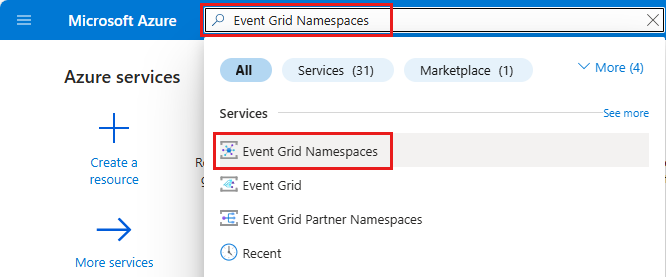 Microsoft Azure
Event Grid Namespaces
All
Services (31)
Marketplace (1)
More (4)
Azure services
Services
See more
Create a
resource
Event Grid Namespaces
Event Grid
Event Grid Partner Namespaces
Recent
More services